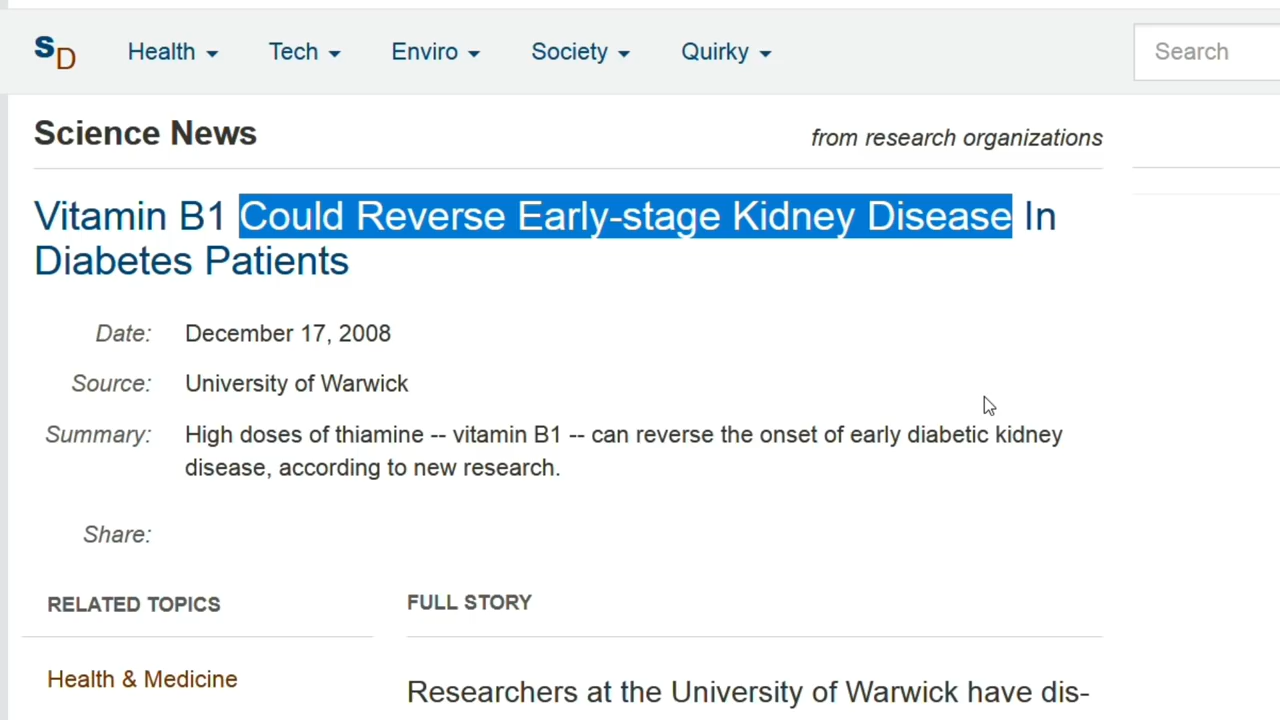 SD Health Tech Enviro Society Quirky Search
Science News from research organizations
Vitamin B1 Could Reverse Early-stage Kidney Disease In
Diabetes Patients
Date: December 17, 2008
Source: University of Warwick
Summary: High doses of thiamine -- vitamin B1 -- can reverse the onset of early diabetic kidney
disease, according to new research.
Share:
RELATED TOPICS FULL STORY
Health & Medicine
Researchers at the University of Warwick have dis-